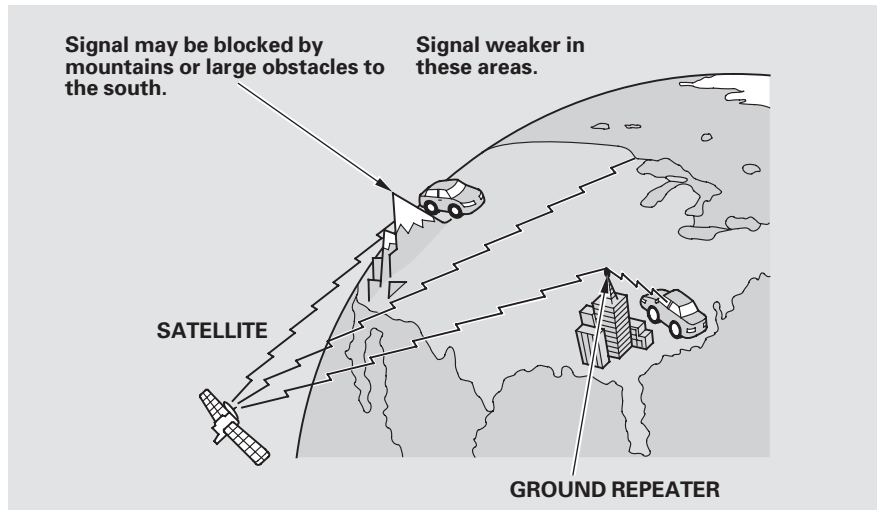 Signal may be blocked by
mountains or large obstacles to
the south.
Signal weaker in
these areas.
SATELLITE
GROUND REPEATER